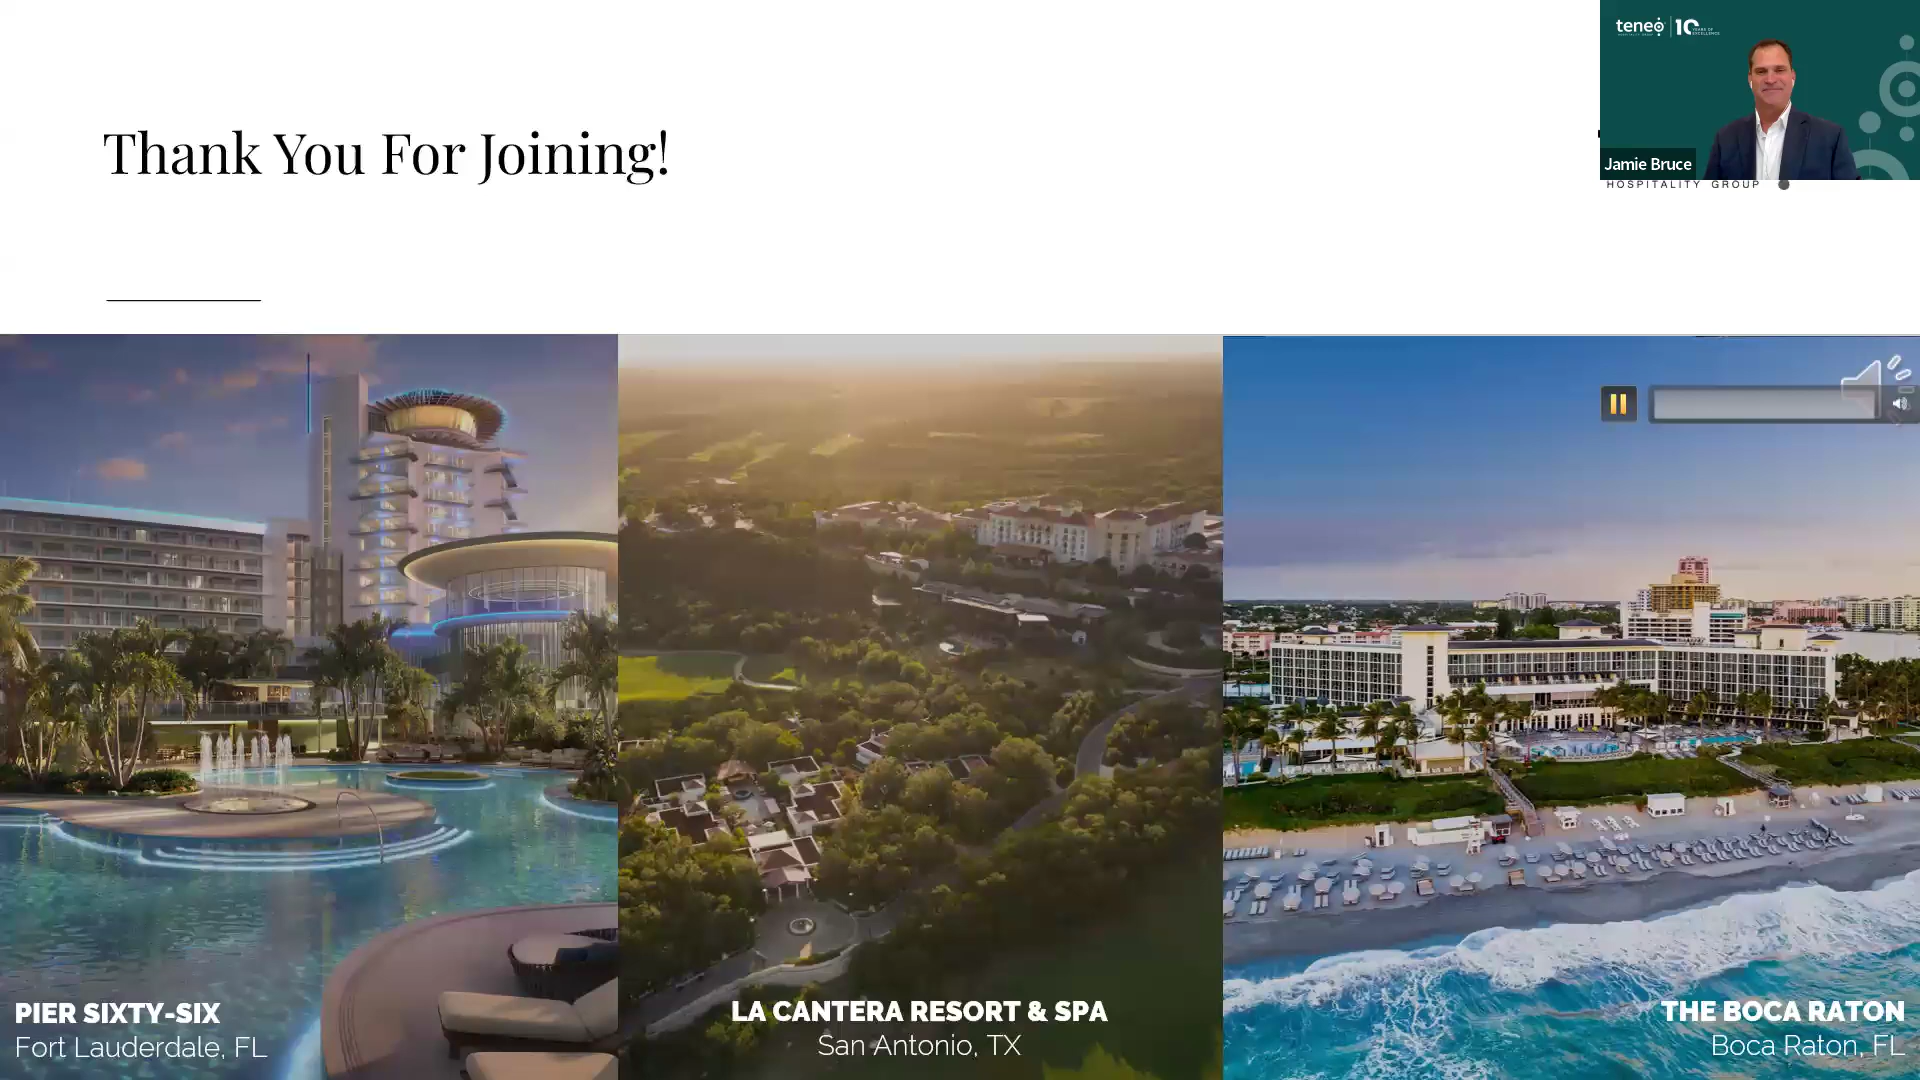 teneo
10
Thank You For Joining!
Jamie Bruce
HOSPITALITY GROUP
PIER SIXTY-SIX
Fort Lauderdale, FL
LA CANTERA RESORT & SPA
San Antonio, TX
THE BOCA RATON
Boca Raton, FL